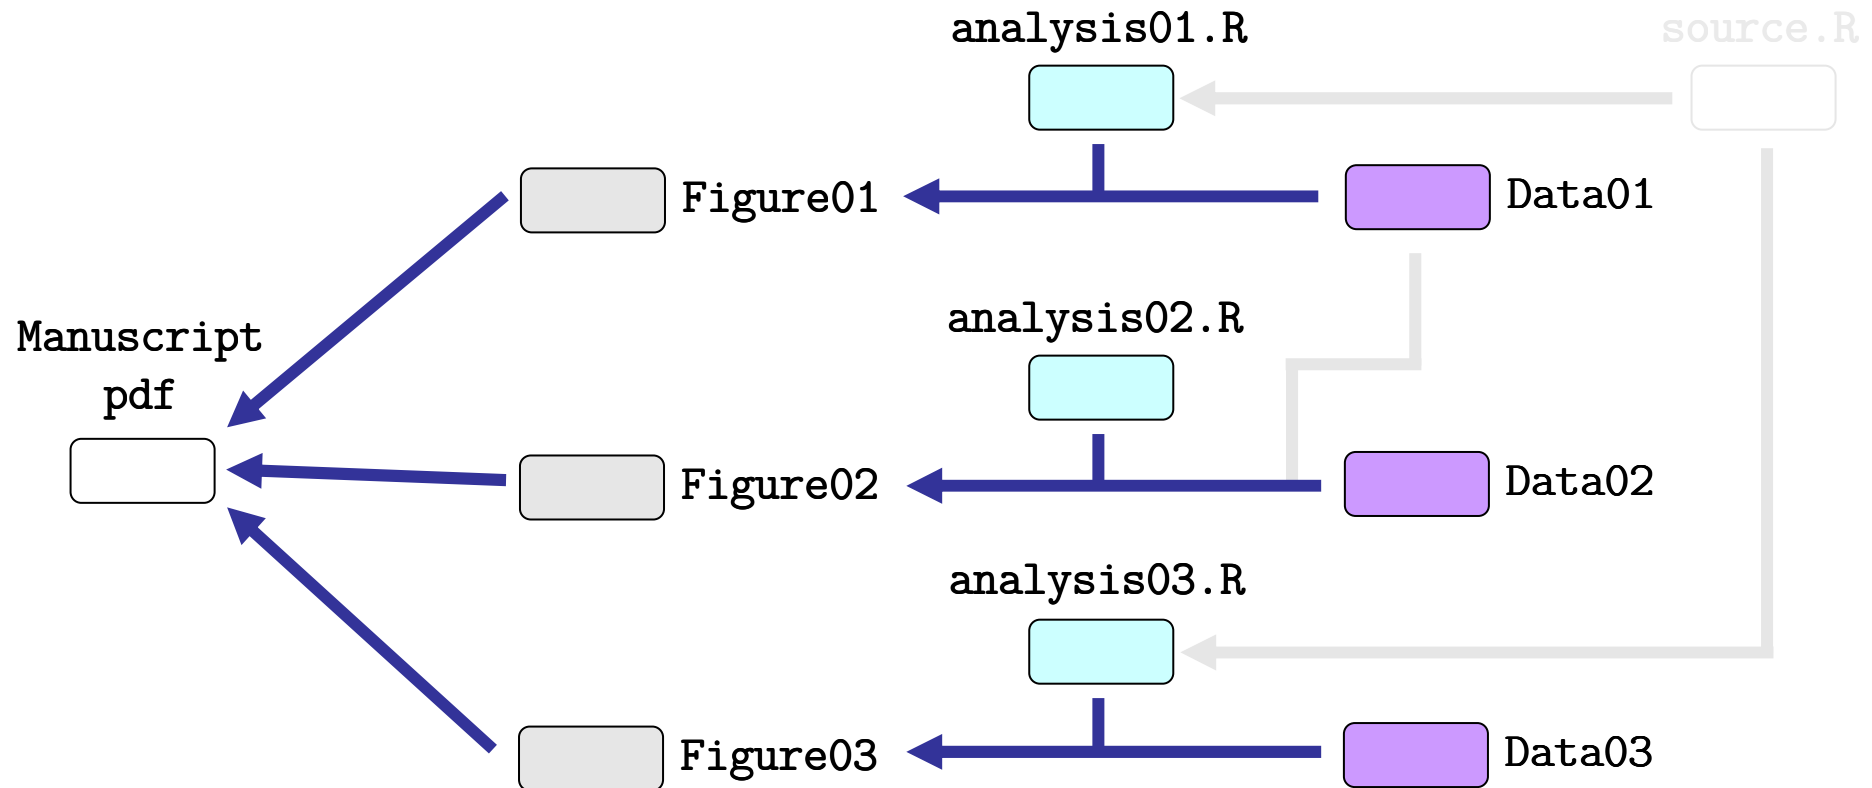 analysis01.R
source.R
Figure01
Data01
analysis02.R
Manuscript
pdf
Figure02
Data02
analysis03.R
Figure03
Data03